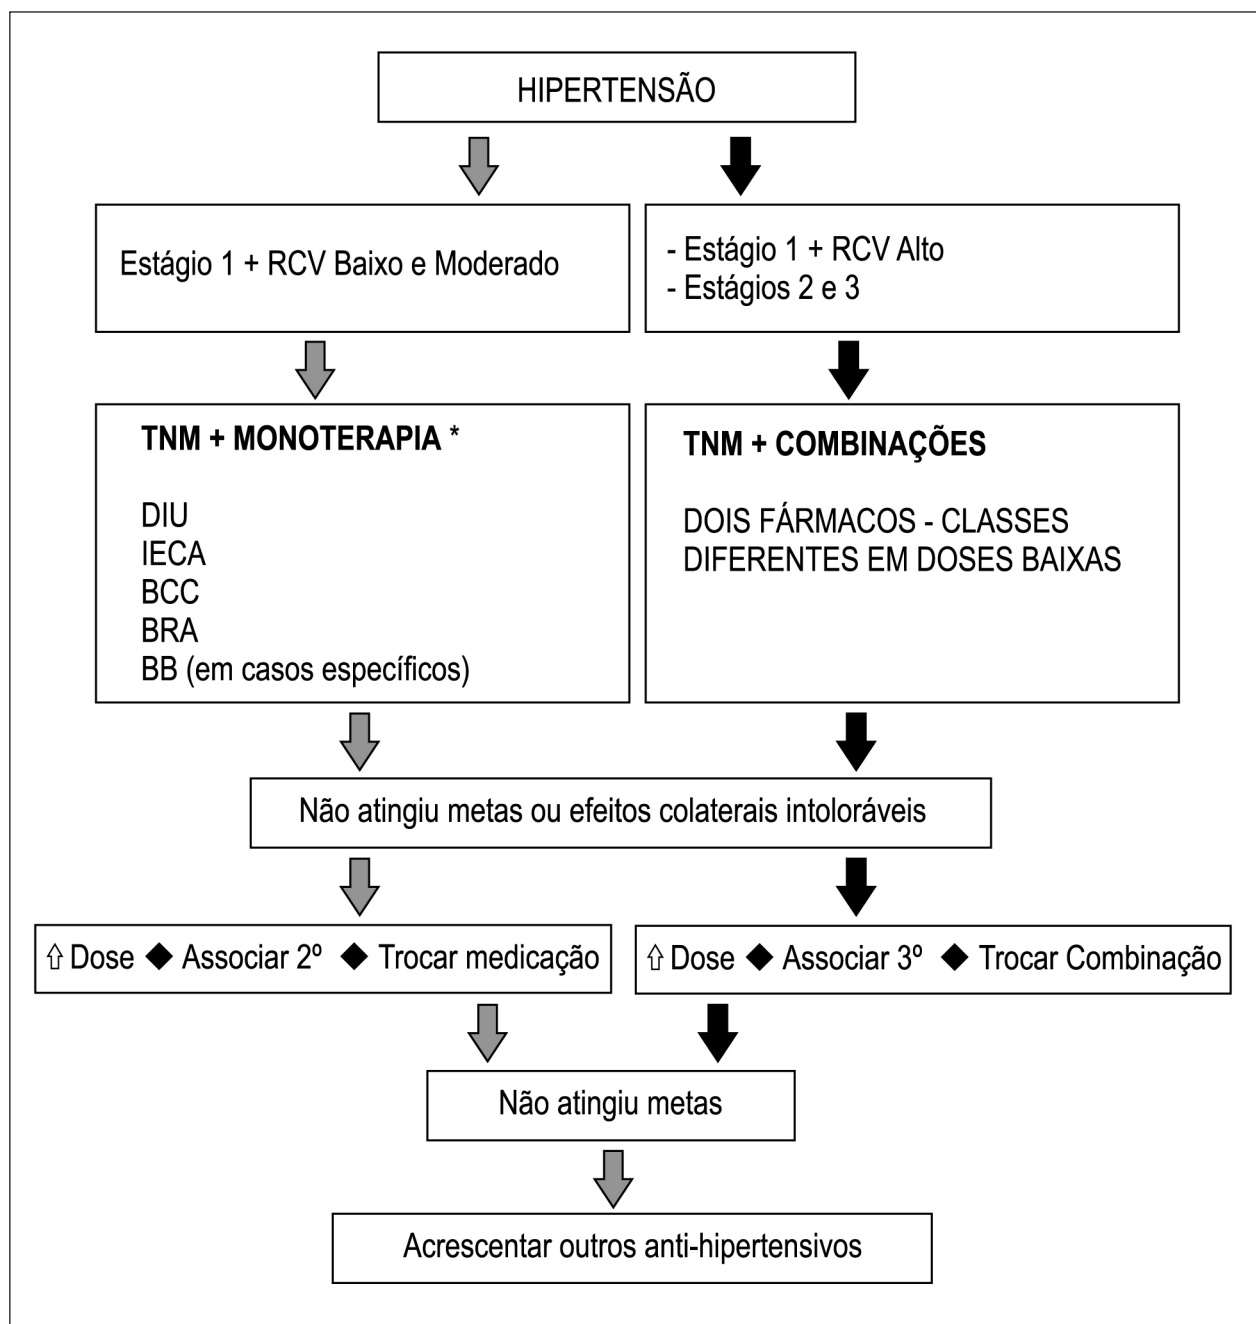 HIPERTENSÃO
Estágio 1 + RCV Baixo e Moderado
- Estágio 1 + RCV Alto
- Estágios 2 e 3
TNM + MONOTERAPIA *
DIU
IECA
BCC
BRA
BB (em casos específicos)
TNM + COMBINAÇÕES
DOIS FÁRMACOS - CLASSES
DIFERENTES EM DOSES BAIXAS
Não atingiu metas ou efeitos colaterais intoloráveis
⇧ Dose ◆ Associar 2º ◆ Trocar medicação
⇧ Dose ◆ Associar 3º ◆ Trocar Combinação
Não atingiu metas
Acrescentar outros anti-hipertensivos